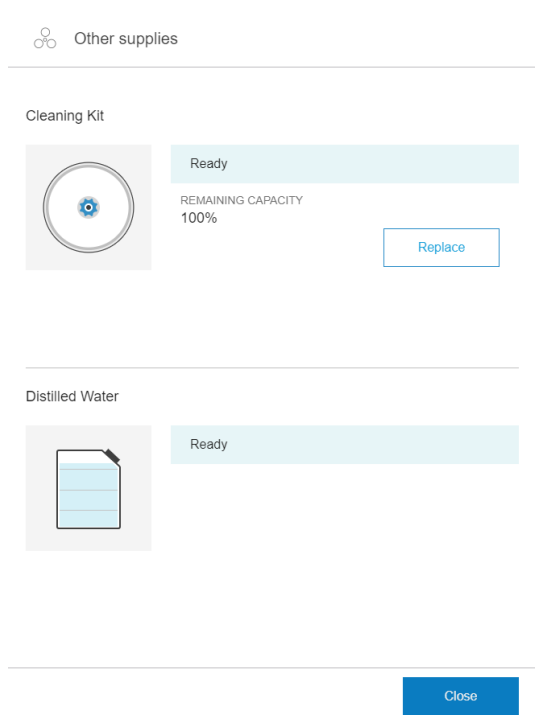 Other supplies
Cleaning Kit
Ready
REMAINING CAPACITY
100%
Replace
Distilled Water
Ready
Close